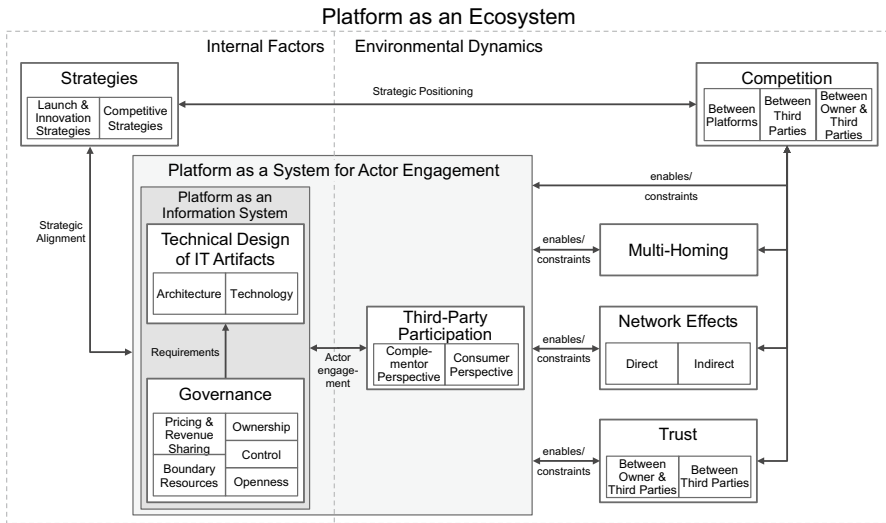 Platform as an Ecosystem
Internal Factors
Environmental Dynamics
Strategies
Launch &
Innovation
Strategies
Competitive
Strategies
Strategic Positioning
Competition
Between
Platforms
Between
Third
Parties
Between
Owner &
Third
Parties
Strategic
Alignment
Platform as a System for Actor Engagement
Platform as an
Information System
Technical Design
of IT Artifacts
Architecture
Technology
Requirements
Governance
Pricing &
Revenue
Sharing
Boundary
Resources
Ownership
Control
Openness
Actor
engage-
ment
Third-Party
Participation
Comple-
mentor
Perspective
Consumer
Perspective
enables/
constraints
enables/
constraints
Multi-Homing
enables/
constraints
Network Effects
Direct
Indirect
enables/
constraints
Trust
Between
Owner &
Third Parties
Between
Third Parties